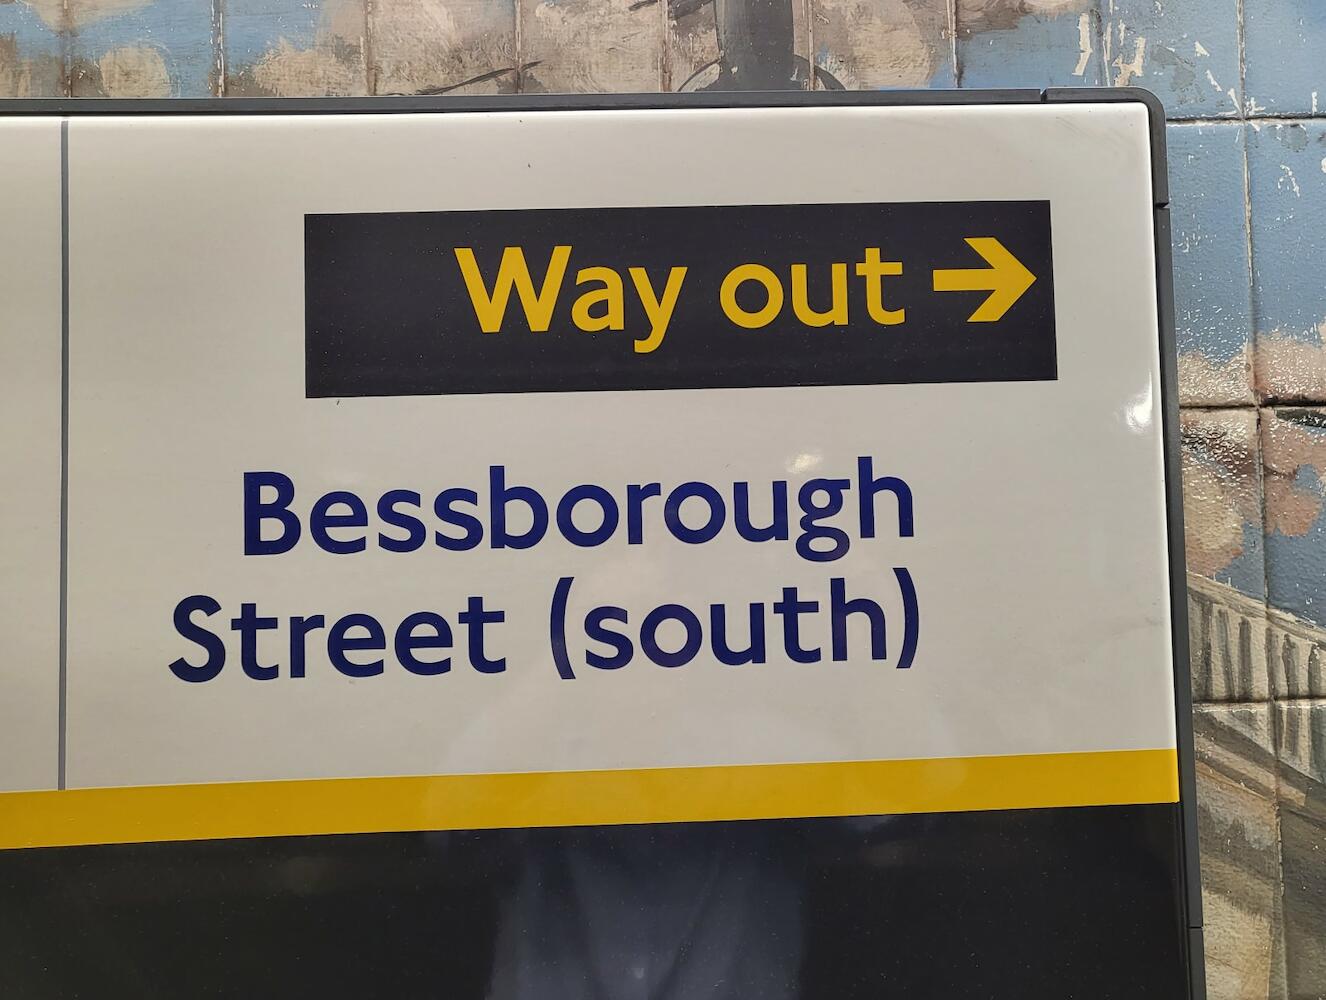 Way out →
Bessborough
Street (south)